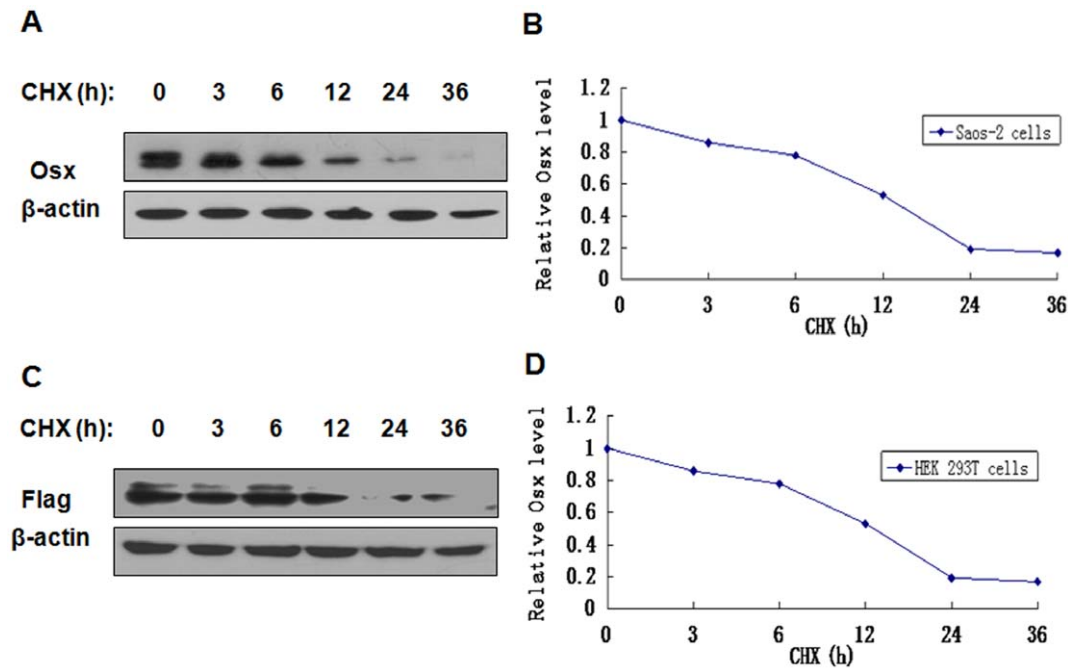 A
CHX (h): 0 3 6 12 24 36
Osx
β-actin
B
1.2
1
0.8
0.6
0.4
0.2
0
Relative Osx level
Saos-2 cells
0 3 6 12 24 36
CHX (h)
C
CHX (h): 0 3 6 12 24 36
Flag
β-actin
D
1.2
1
0.8
0.6
0.4
0.2
0
Relative Osx level
HEK 293T cells
0 3 6 12 24 36
CHX (h)